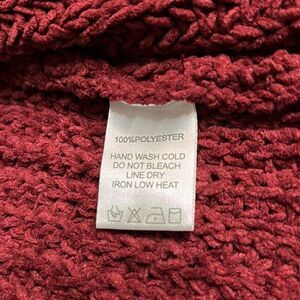 100%POLYESTER
HAND WASH COLD
DO NOT BLEACH
LINE DRY
IRON LOW HEAT